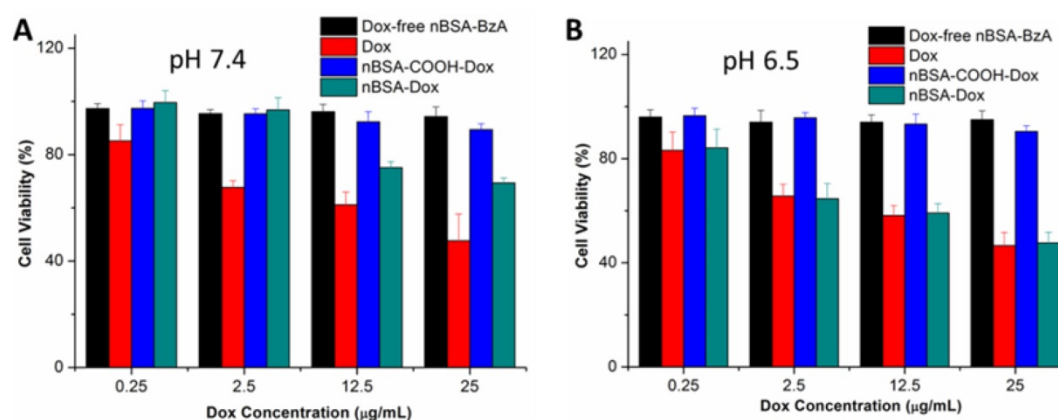 A
pH 7.4
Dox-free nBSA-BzA
Dox
nBSA-COOH-Dox
nBSA-Dox
Cell Viability (%)
120
80
40
0
0.25 2.5 12.5 25
Dox Concentration (μg/mL)
B
pH 6.5
Dox-free nBSA-BzA
Dox
nBSA-COOH-Dox
nBSA-Dox
Cell Viability (%)
120
80
40
0
0.25 2.5 12.5 25
Dox Concentration (μg/mL)